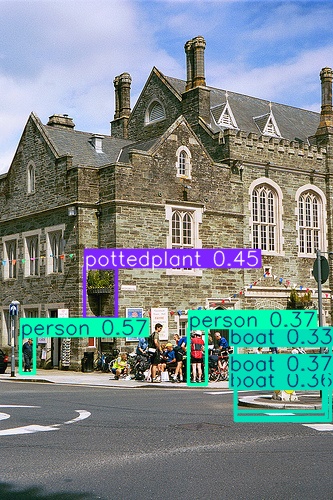 pottedplant 0.45
person 0.57
person 0.37
boat 0.33
boat 0.37
boat 0.36